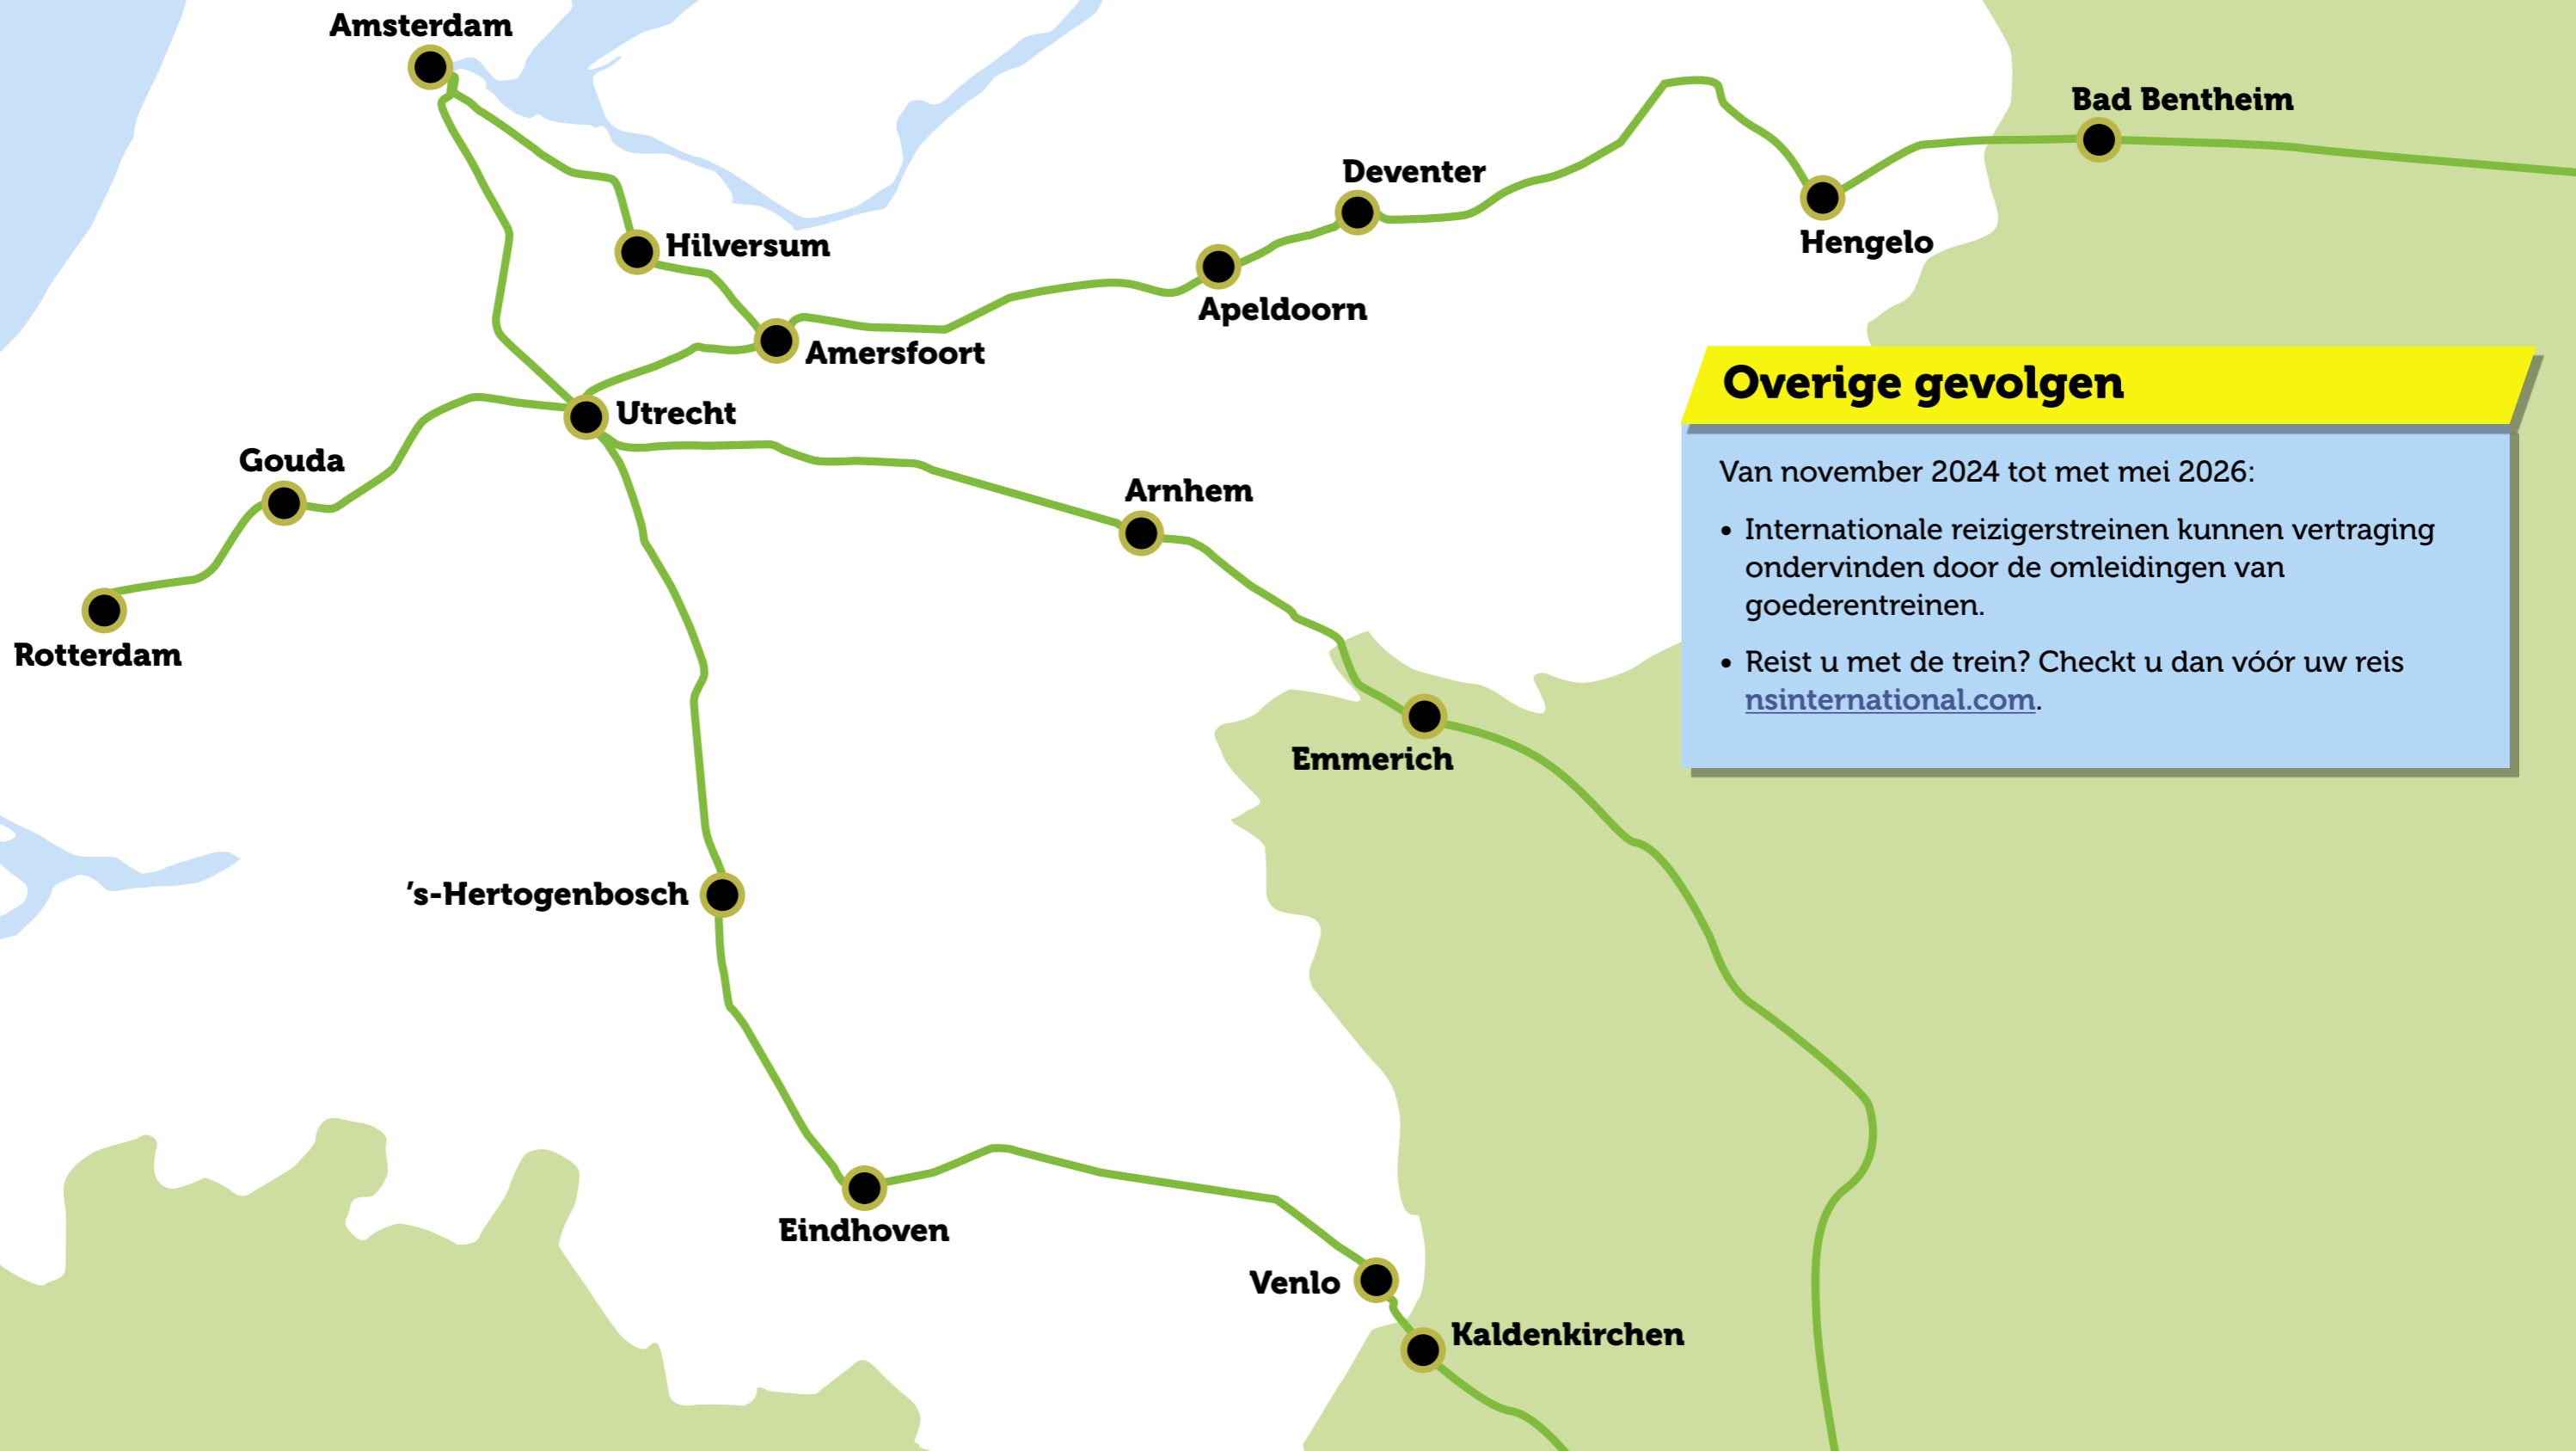 Amsterdam
Bad Bentheim
Deventer
Hengelo
Hilversum
Apeldoorn
Amersfoort
Utrecht
Gouda
Arnhem
Rotterdam
Emmerich
's-Hertogenbosch
Eindhoven
Venlo
Kaldenkirchen
Overige gevolgen
Van november 2024 tot met mei 2026:
• Internationale reizigerstreinen kunnen vertraging
ondervinden door de omleidingen van
goederentreinen.
• Reist u met de trein? Checkt u dan vóór uw reis
nsinternational.com.